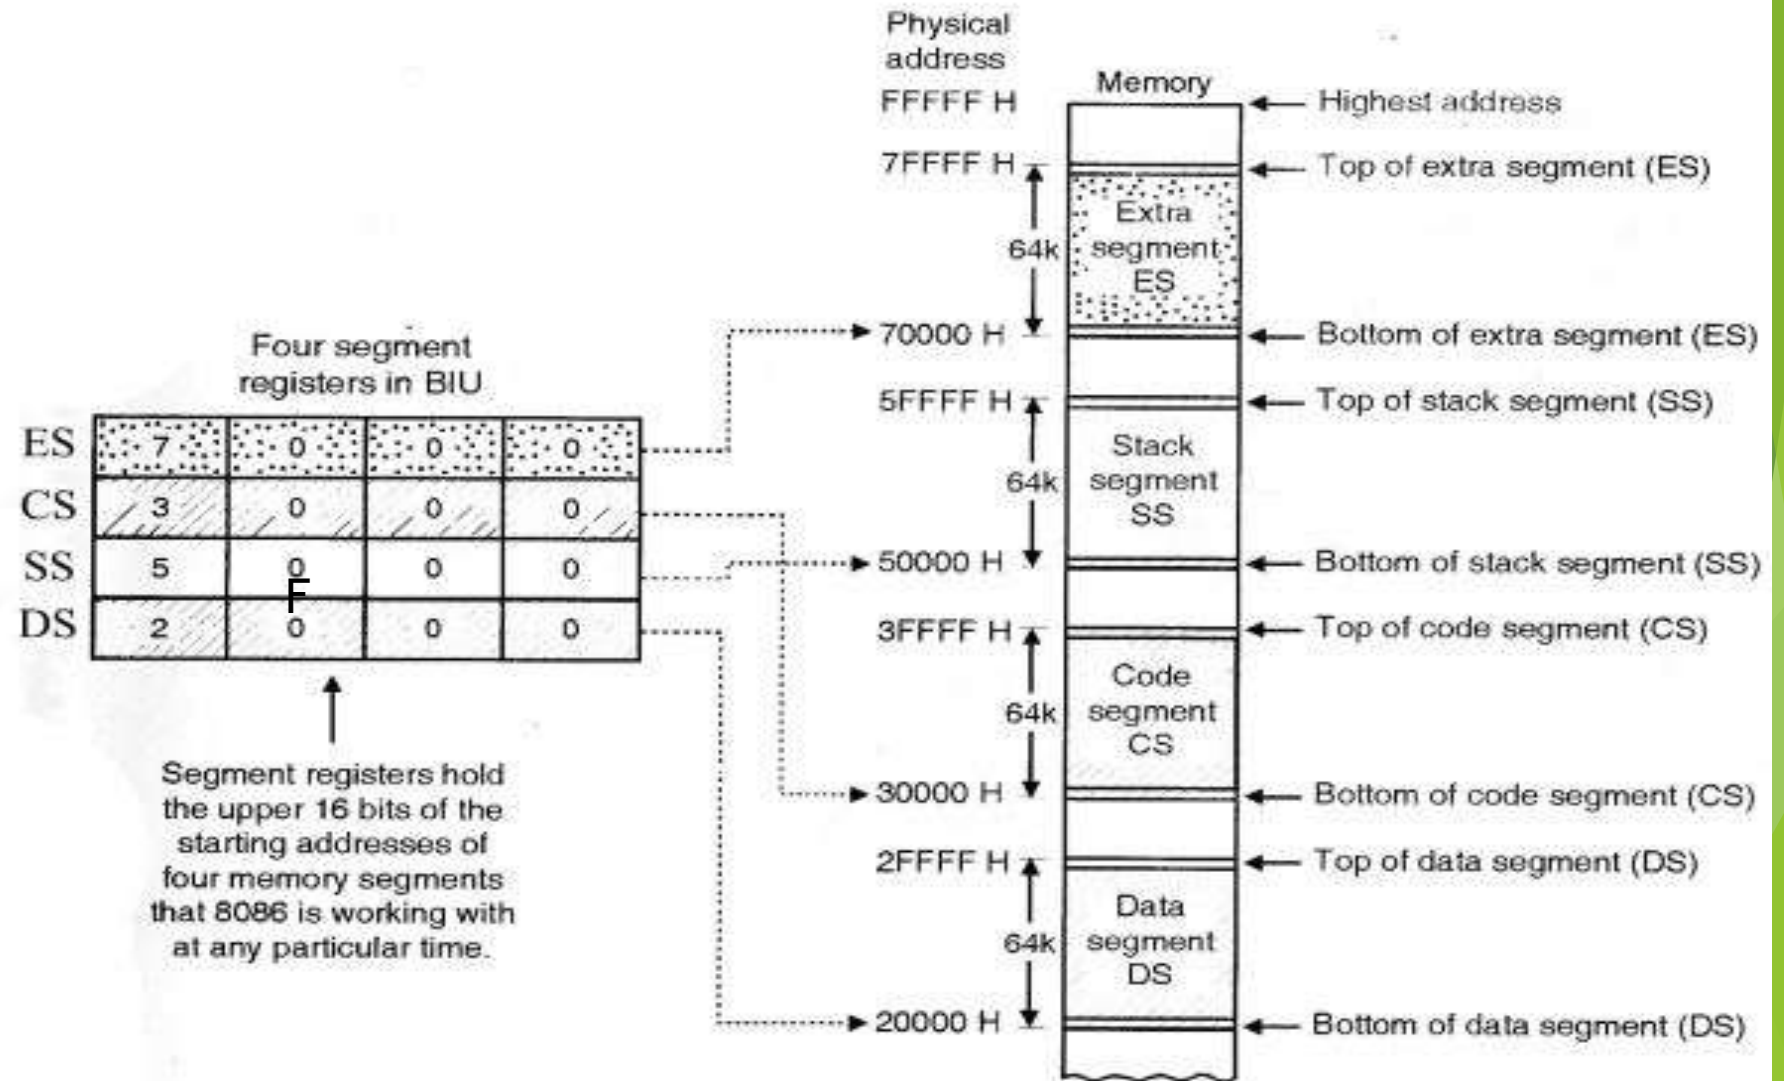 Physical
address
Memory
FFFFF H
Highest address
7FFFF H
Top of extra segment (ES)
Extra
64k
segment
ES
70000 H
Bottom of extra segment (ES)
Four segment
registers in BIU
5FFFF H
Top of stack segment (SS)
ES 7 0 0 0
Stack
64k
segment
SS
CS 3 0 0 0
SS 5 0 0 0
50000 H
Bottom of stack segment (SS)
F
DS 2 0 0 0
3FFFF H
Top of code segment (CS)
Code
64k
segment
CS
Segment registers hold
the upper 16 bits of the
starting addresses of
four memory segments
that 8086 is working with
at any particular time.
30000 H
Bottom of code segment (CS)
2FFFF H
Top of data segment (DS)
Data
64k
segment
DS
20000 H
Bottom of data segment (DS)